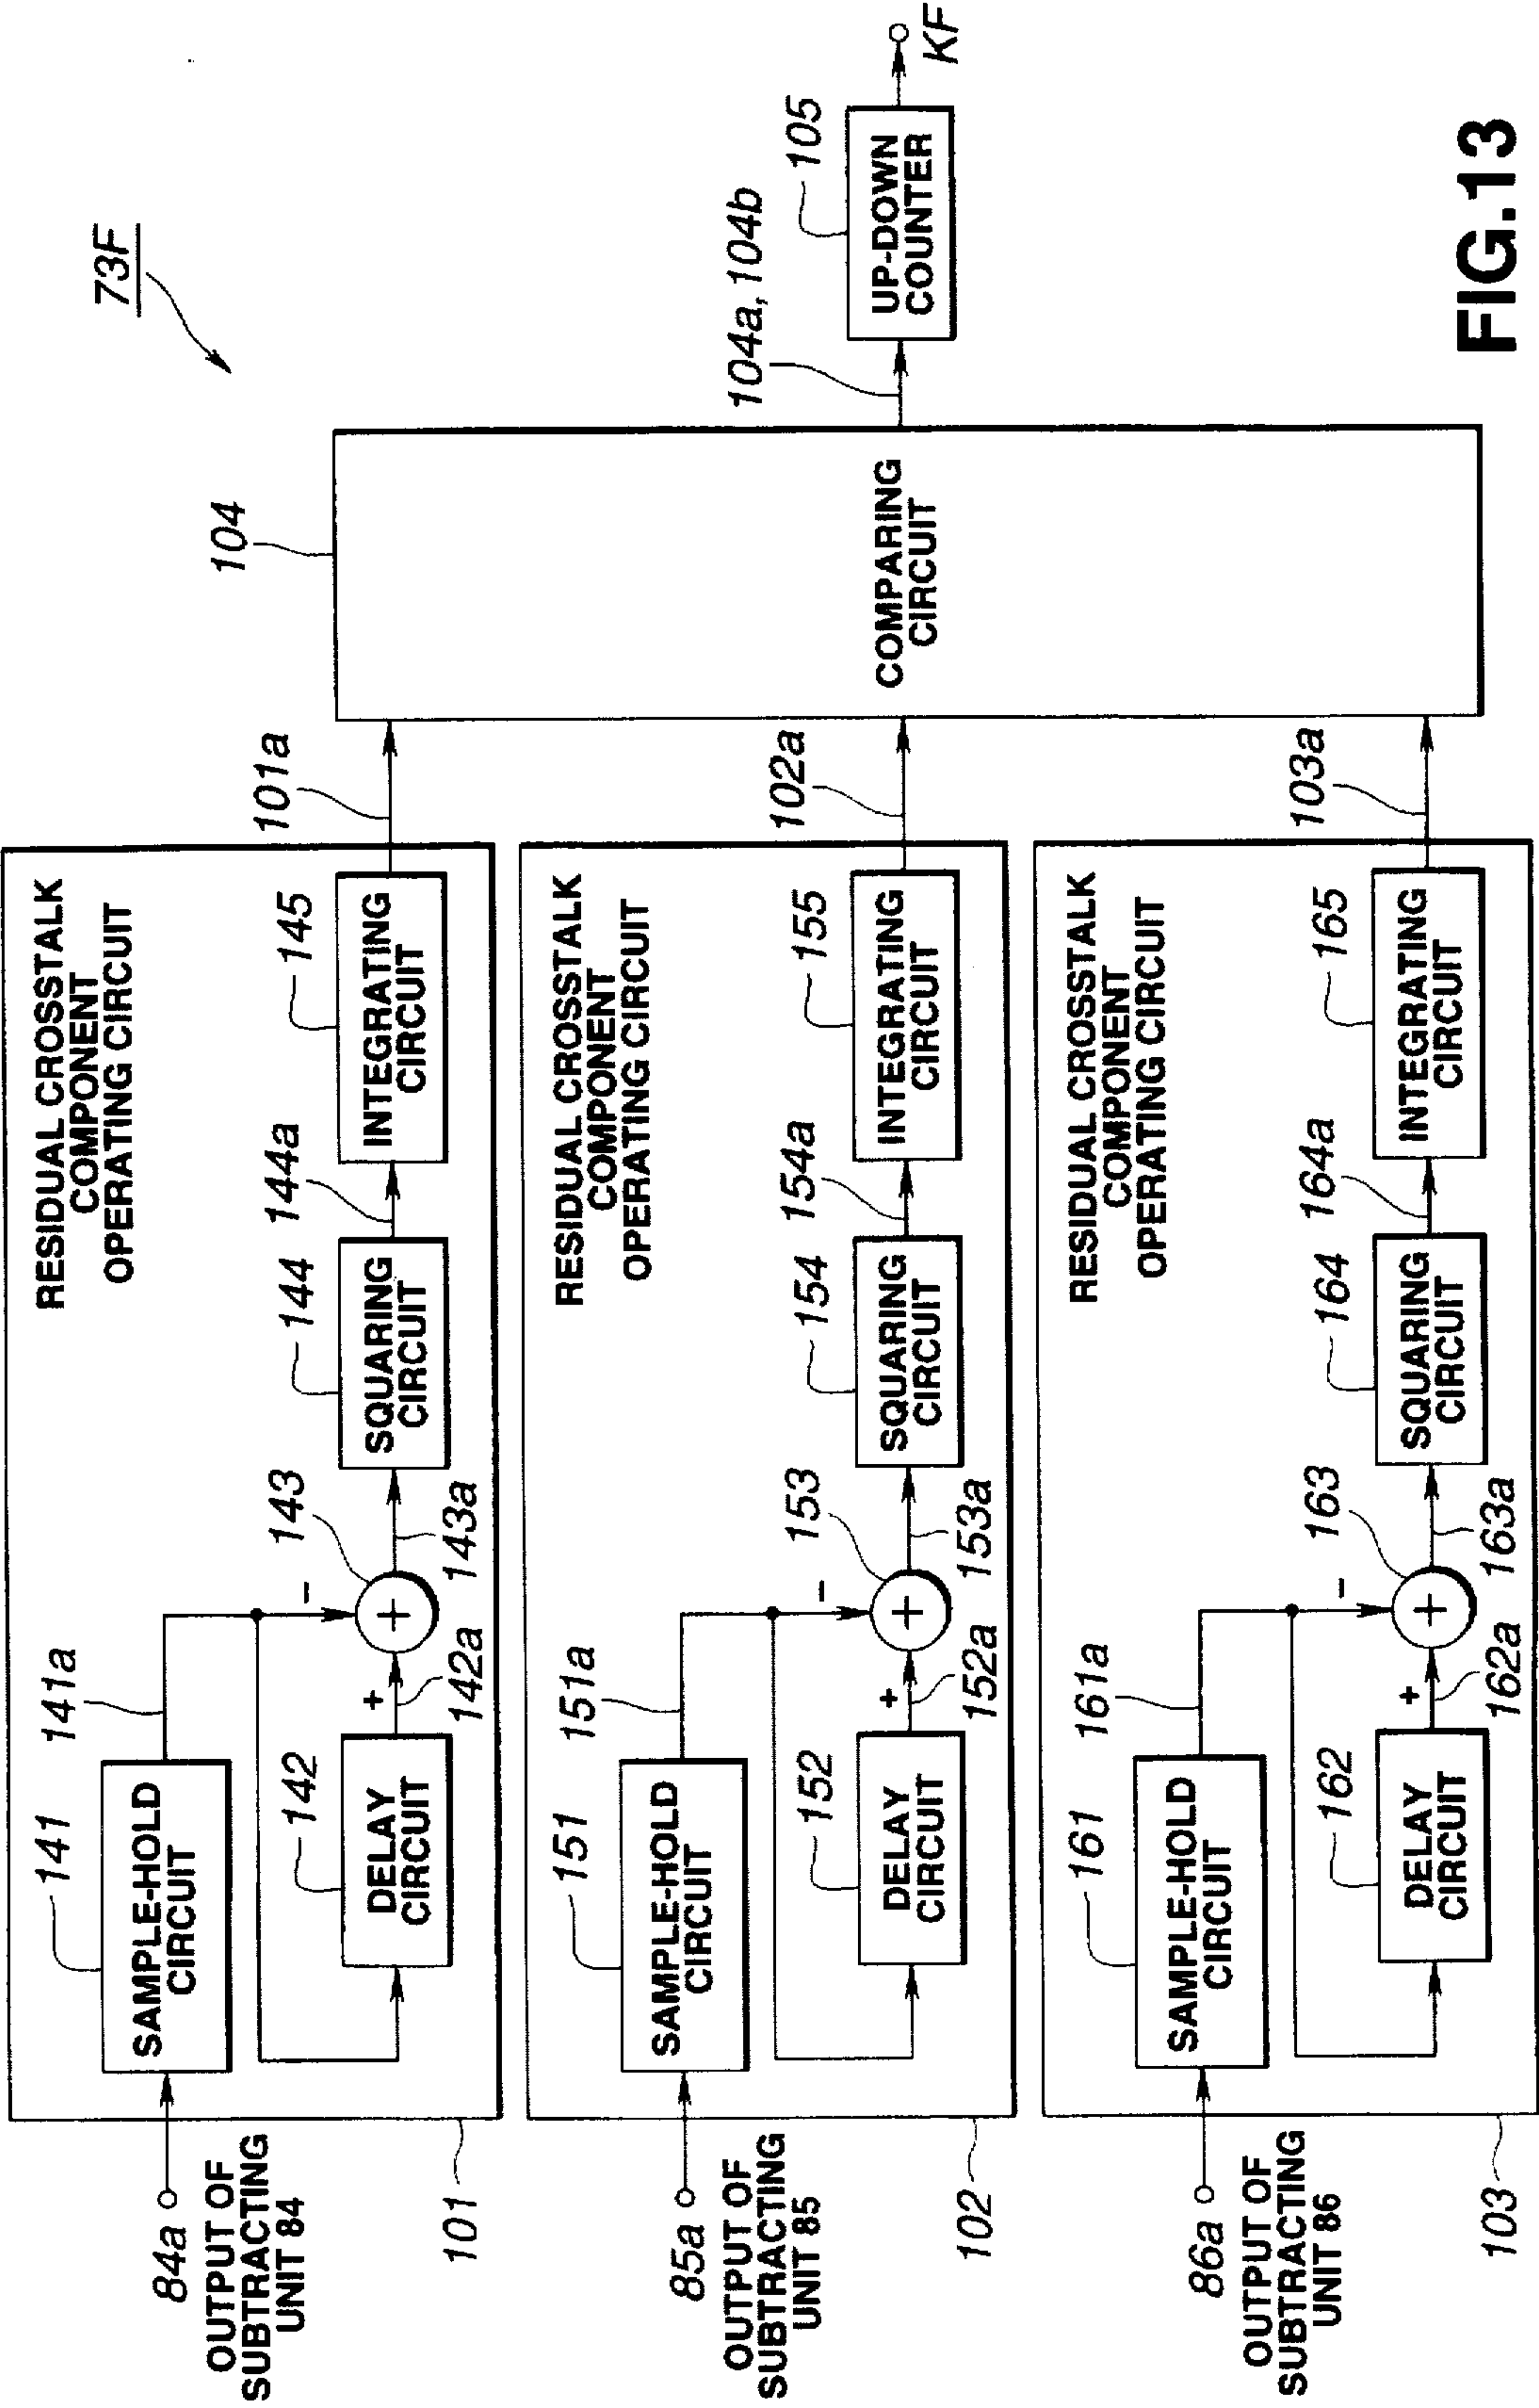 73F
RESIDUAL CROSSTALK
COMPONENT
OPERATING CIRCUIT
141
141a
SAMPLE-HOLD
CIRCUIT
84a
OUTPUT OF
SUBTRACTING
UNIT 84
142
DELAY
CIRCUIT
+
142a
−
143
+
143a
144
SQUARING
CIRCUIT
144a
145
INTEGRATING
CIRCUIT
101a
101
RESIDUAL CROSSTALK
COMPONENT
OPERATING CIRCUIT
151
151a
SAMPLE-HOLD
CIRCUIT
85a
OUTPUT OF
SUBTRACTING
UNIT 85
152
DELAY
CIRCUIT
+
152a
−
153
+
153a
154
SQUARING
CIRCUIT
154a
155
INTEGRATING
CIRCUIT
102a
102
RESIDUAL CROSSTALK
COMPONENT
OPERATING CIRCUIT
161
161a
SAMPLE-HOLD
CIRCUIT
86a
OUTPUT OF
SUBTRACTING
UNIT 86
162
DELAY
CIRCUIT
+
162a
−
163
+
163a
164
SQUARING
CIRCUIT
164a
165
INTEGRATING
CIRCUIT
103a
103
104
COMPARING
CIRCUIT
104a, 104b
105
UP-DOWN
COUNTER
KF
FIG.13